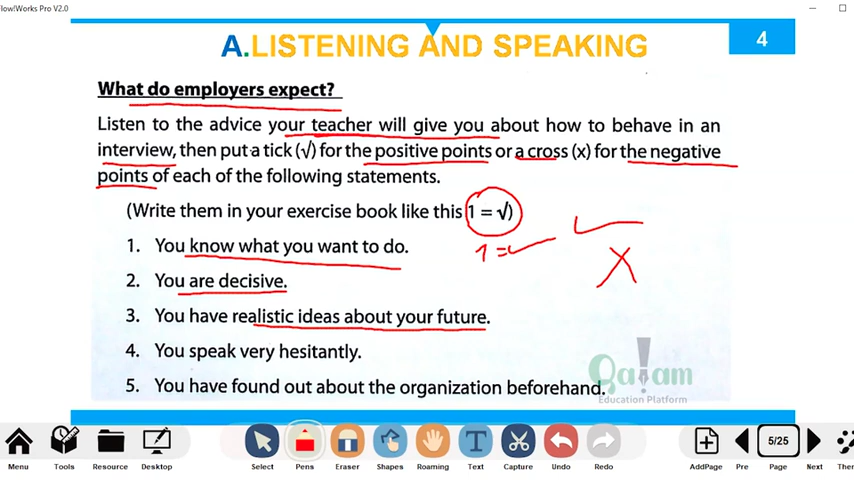 Flow!Works Pro V2.0
A.LISTENING AND SPEAKING
4
What do employers expect?
Listen to the advice your teacher will give you about how to behave in an
interview, then put a tick (√) for the positive points or a cross (x) for the negative
points of each of the following statements.
(Write them in your exercise book like this 1 = √)
1 = ✓
✓
X
1. You know what you want to do.
2. You are decisive.
3. You have realistic ideas about your future.
4. You speak very hesitantly.
5. You have found out about the organization beforehand.
Qalam
Education Platform
Menu Tools Resource Desktop Select Pens Eraser Shapes Roaming Text Capture Undo Redo AddPage Pre 5/25 Page Next Ther